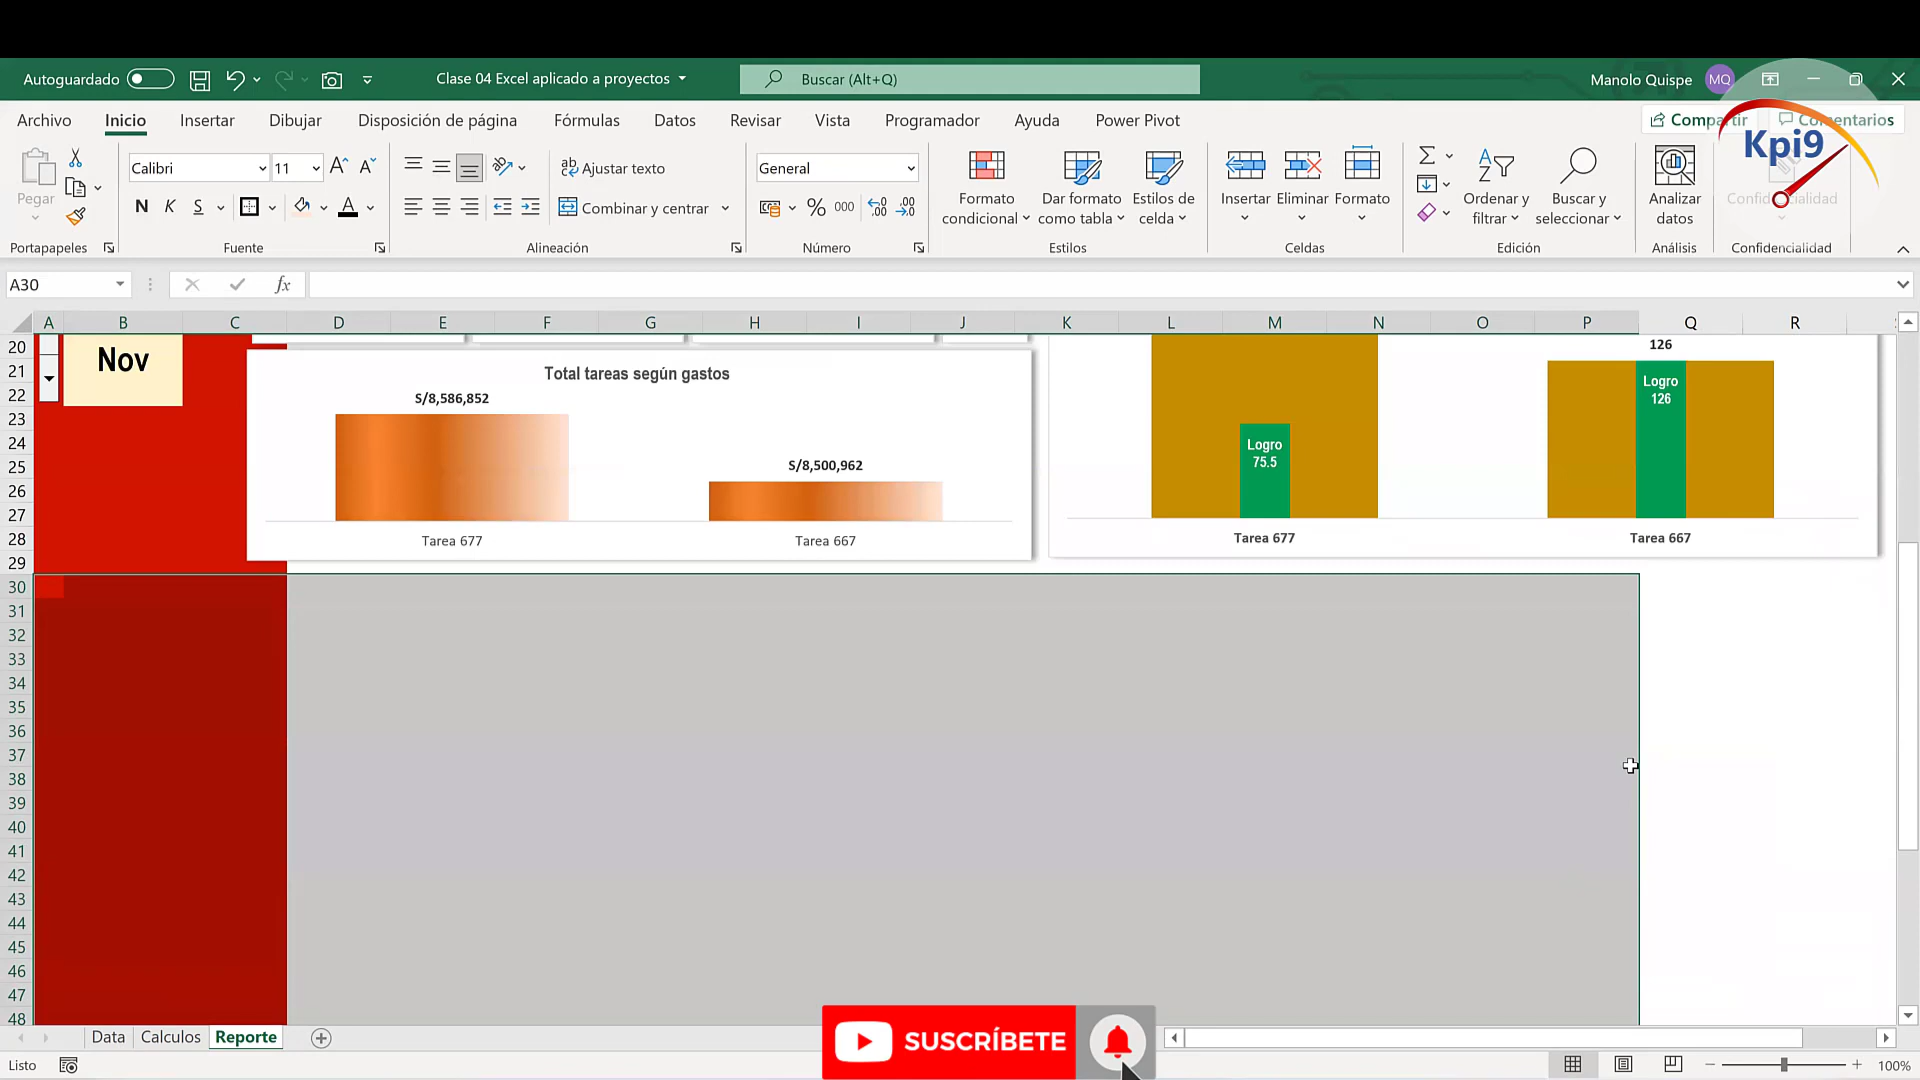 Autoguardado
Clase 04 Excel aplicado a proyectos
Buscar (Alt+Q)
Manolo Quispe
MQ
Archivo Inicio Insertar Dibujar Disposición de página Fórmulas Datos Revisar Vista Programador Ayuda Power Pivot
Compartir
Comentarios
Kpi9
Pegar
Portapapeles
Calibri
11
N K S
Fuente
Ajustar texto
Combinar y centrar
Alineación
General
% 000
Número
Formato condicional
Dar formato como tabla
Estilos de celda
Estilos
Insertar
Eliminar
Formato
Celdas
Ordenar y filtrar
Buscar y seleccionar
Edición
Analizar datos
Análisis
Confidencialidad
Confidencialidad
A30
fx
A B C D E F G H I J K L M N O P Q R
20
21
22
23
24
25
26
27
28
29
30
31
32
33
34
35
36
37
38
39
40
41
42
43
44
45
46
47
48
Nov
Total tareas según gastos
S/8,586,852
S/8,500,962
Tarea 677
Tarea 667
126
Logro
75.5
Logro
126
Tarea 677
Tarea 667
Data Calculos Reporte
SUSCRÍBETE
Listo
100%